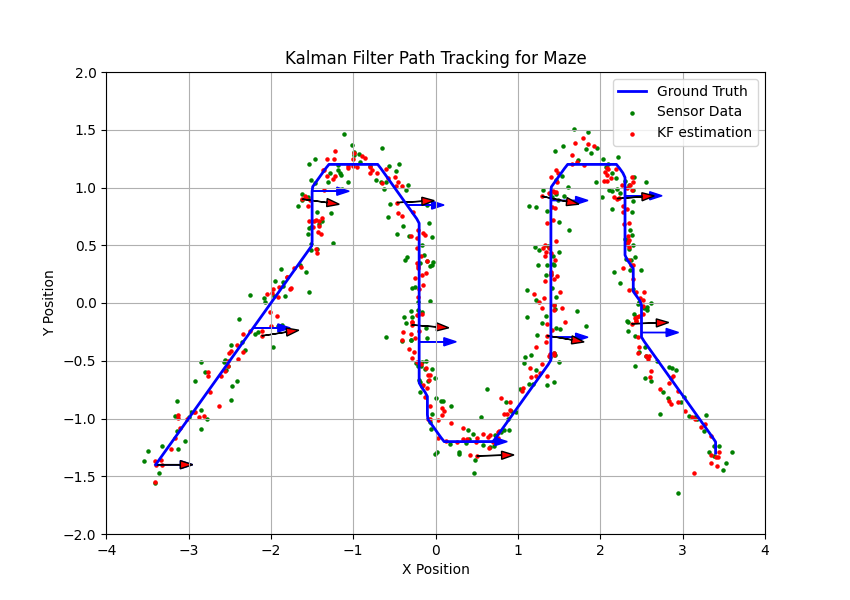 Kalman Filter Path Tracking for Maze
Ground Truth
Sensor Data
KF estimation
Y Position
2.0
1.5
1.0
0.5
0.0
−0.5
−1.0
−1.5
−2.0
−4 −3 −2 −1 0 1 2 3 4
X Position